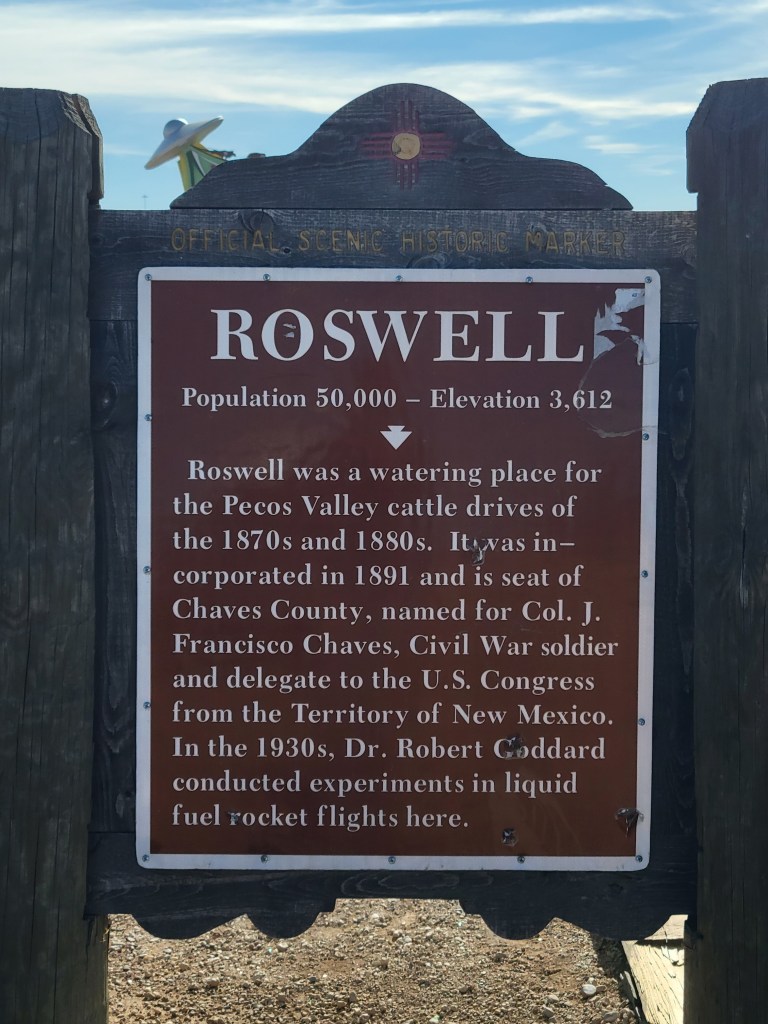 OFFICIAL SCENIC HISTORIC MARKER
ROSWELL
Population 50,000 – Elevation 3,612
Roswell was a watering place for
the Pecos Valley cattle drives of
the 1870s and 1880s. It was in–
corporated in 1891 and is seat of
Chaves County, named for Col. J.
Francisco Chaves, Civil War soldier
and delegate to the U.S. Congress
from the Territory of New Mexico.
In the 1930s, Dr. Robert Goddard
conducted experiments in liquid
fuel rocket flights here.